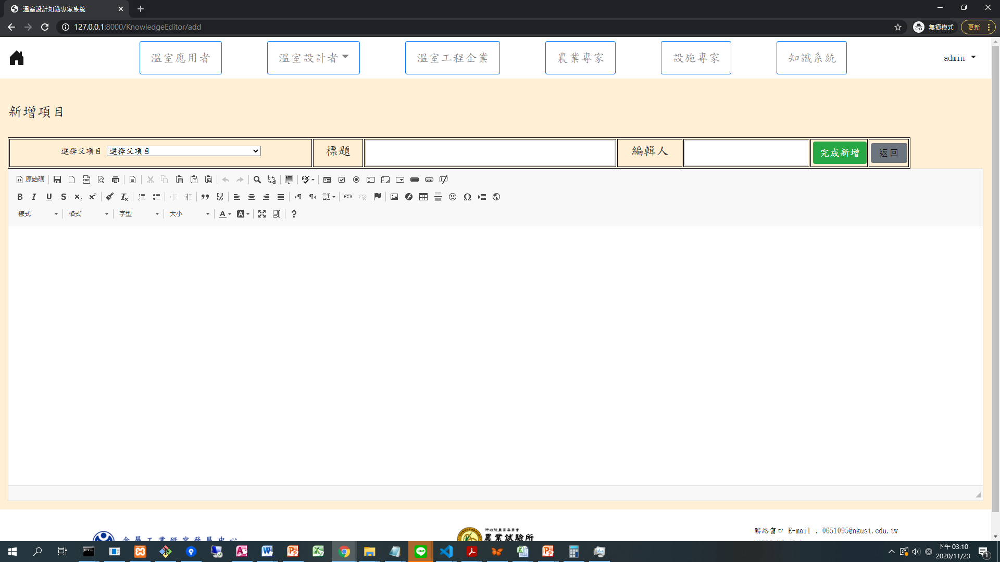 溫室設計知識專家系統
127.0.0.1:8000/KnowledgeEditor/add
無痕模式
更新
溫室應用者
溫室設計者
溫室工程企業
農業專家
設施專家
知識系統
admin
新增項目
選擇父項目 選擇父項目 標題 編輯人 完成新增 返回
原始碼
樣式 格式 字型 大小
金屬工業研究發展中心
行政院農業委員會
農業試驗所
聯絡窗口 E-mail : 0651095@nkust.edu.tw
下午 03:10
2020/11/23
1